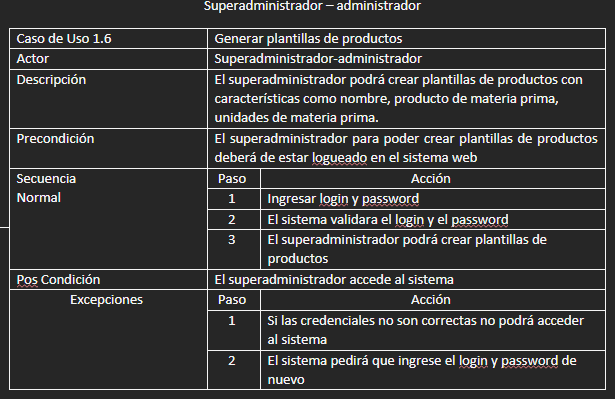 Superadministrador – administrador
Caso de Uso 1.6
Generar plantillas de productos
Actor
Superadministrador-administrador
Descripción
El superadministrador podrá crear plantillas de productos con
características como nombre, producto de materia prima,
unidades de materia prima.
Precondición
El superadministrador para poder crear plantillas de productos
deberá de estar logueado en el sistema web
Secuencia
Normal
Paso
Acción
1
Ingresar login y password
2
El sistema validara el login y el password
3
El superadministrador podrá crear plantillas de
productos
Pos Condición
El superadministrador accede al sistema
Excepciones
Paso
Acción
1
Si las credenciales no son correctas no podrá acceder
al sistema
2
El sistema pedirá que ingrese el login y password de
nuevo